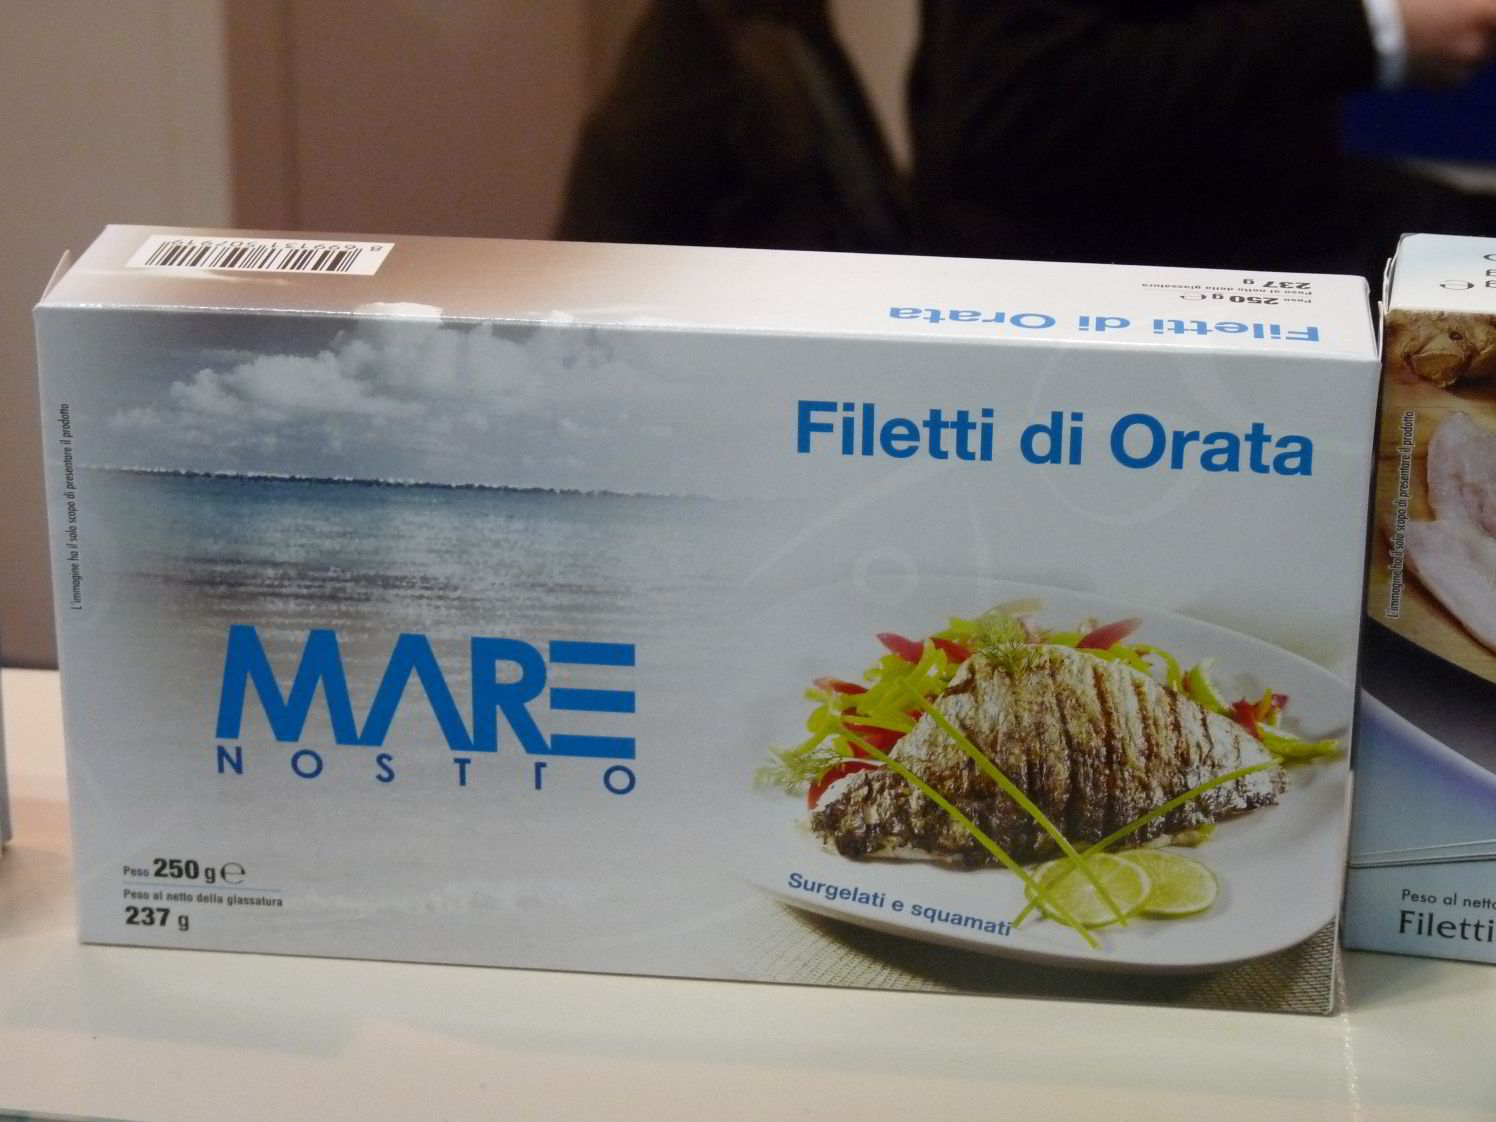 8699131507919
Filetti di Orata
Peso 250 g ℮
Peso al netto della glassatura
237 g
Filetti di Orata
L'immagine ha il solo scopo di presentare il prodotto
MARE
NOSTRO
Peso 250 g ℮
Peso al netto della glassatura
237 g
Surgelati e squamati
g ℮
L'immagine ha il solo scopo di presentare il prodotto
Peso al netto
Filetti